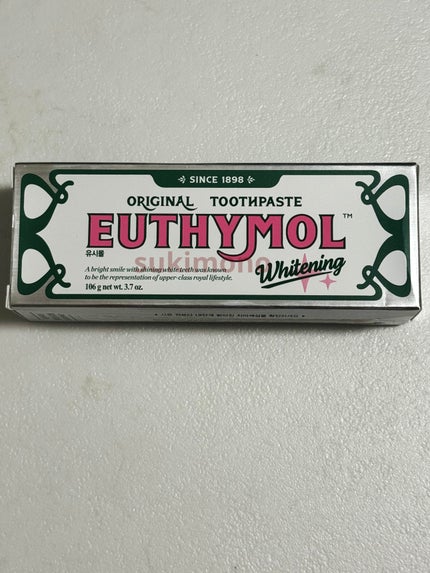 SINCE 1898
ORIGINAL TOOTHPASTE
EUTHYMOL™
유시몰
sukimono
Whitening
A bright smile with shining white teeth was known
to be the representation of upper-class royal lifestyle.
106 g net wt. 3.7 oz.